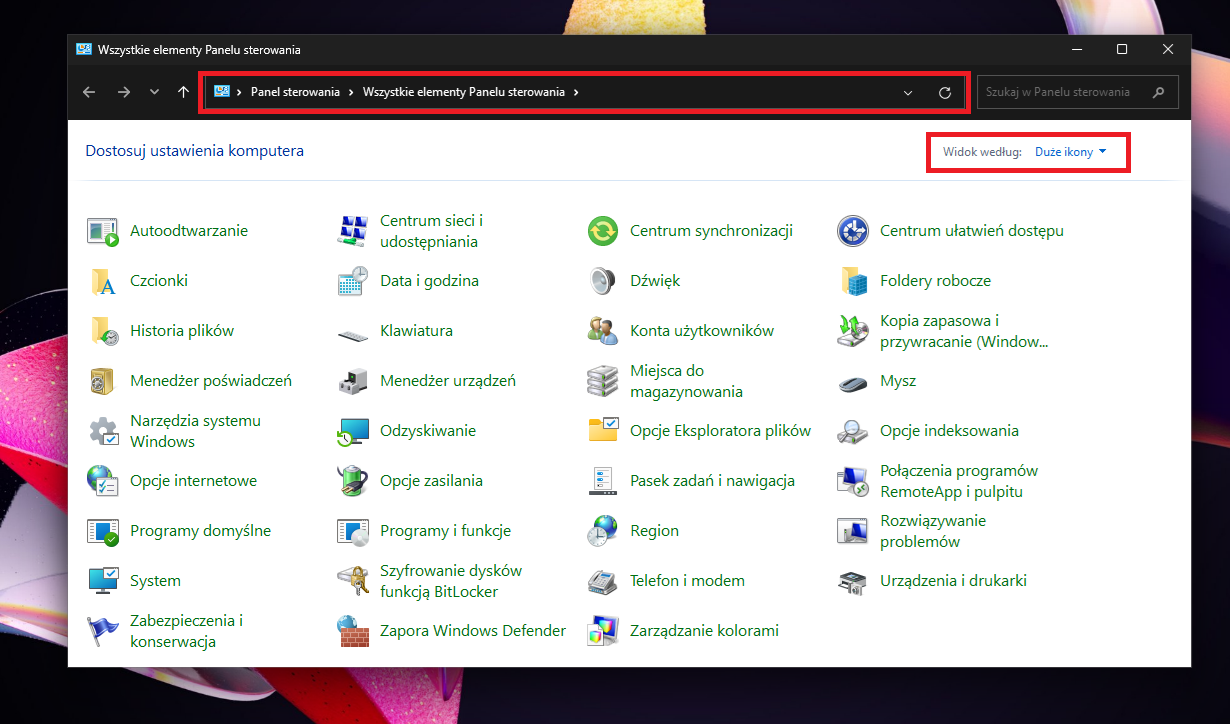 Wszystkie elementy Panelu sterowania
Panel sterowania
Wszystkie elementy Panelu sterowania
Szukaj w Panelu sterowania
Dostosuj ustawienia komputera
Widok według:
Duże ikony
Autoodtwarzanie
Centrum sieci i
udostępniania
Centrum synchronizacji
Centrum ułatwień dostępu
Czcionki
Data i godzina
Dźwięk
Foldery robocze
Historia plików
Klawiatura
Konta użytkowników
Kopia zapasowa i
przywracanie (Window...
Menedżer poświadczeń
Menedżer urządzeń
Miejsca do
magazynowania
Mysz
Narzędzia systemu
Windows
Odzyskiwanie
Opcje Eksploratora plików
Opcje indeksowania
Opcje internetowe
Opcje zasilania
Pasek zadań i nawigacja
Połączenia programów
RemoteApp i pulpitu
Programy domyślne
Programy i funkcje
Region
Rozwiązywanie
problemów
System
Szyfrowanie dysków
funkcją BitLocker
Telefon i modem
Urządzenia i drukarki
Zabezpieczenia i
konserwacja
Zapora Windows Defender
Zarządzanie kolorami